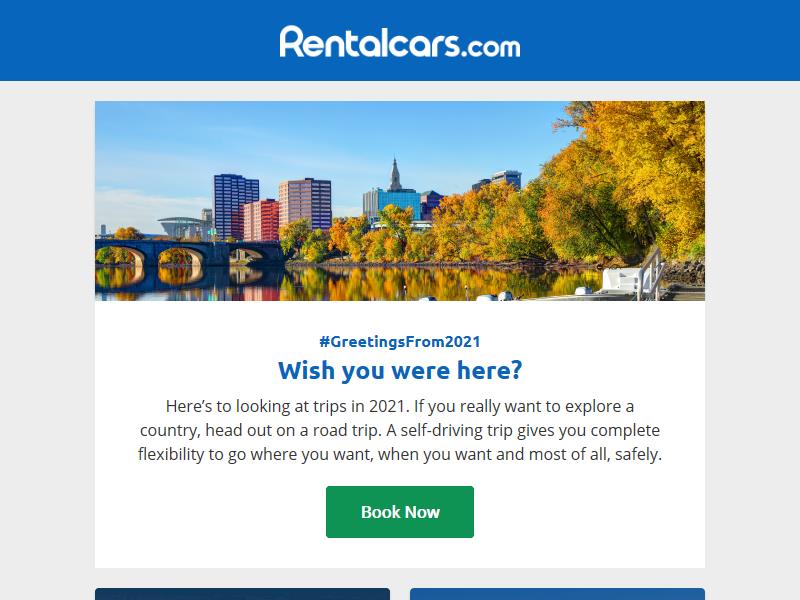 Rentalcars.com
#GreetingsFrom2021
Wish you were here?
Here’s to looking at trips in 2021. If you really want to explore a
country, head out on a road trip. A self-driving trip gives you complete
flexibility to go where you want, when you want and most of all, safely.
Book Now